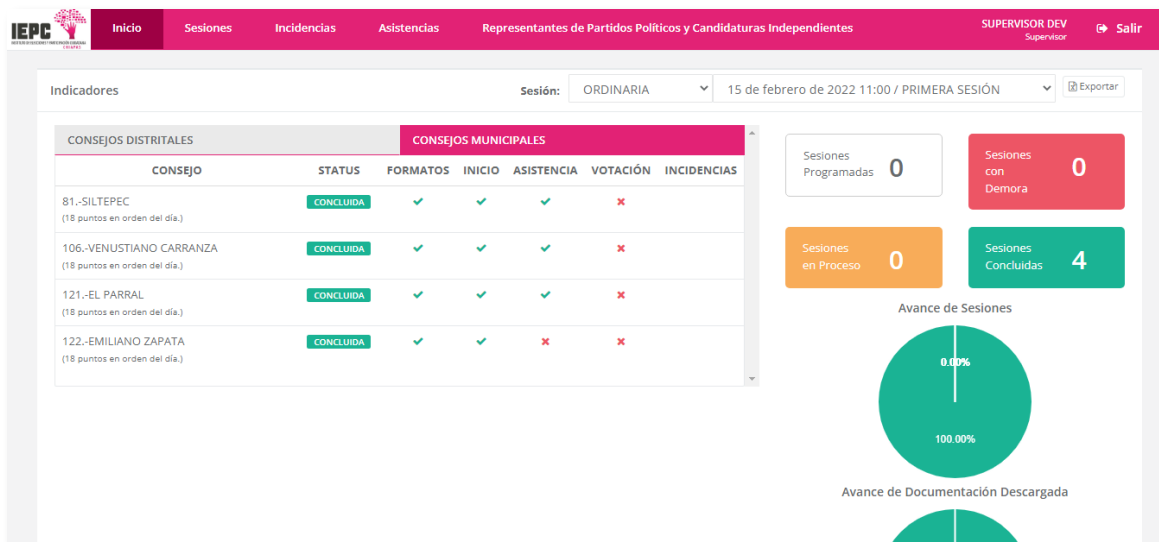 IEPC
CHIAPAS
Inicio
Sesiones
Incidencias
Asistencias
Representantes de Partidos Políticos y Candidaturas Independientes
SUPERVISOR DEV
Supervisor
Salir
Indicadores
Sesión:
ORDINARIA
15 de febrero de 2022 11:00 / PRIMERA SESIÓN
Exportar
CONSEJOS DISTRITALES
CONSEJOS MUNICIPALES
CONSEJO STATUS FORMATOS INICIO ASISTENCIA VOTACIÓN INCIDENCIAS
81.-SILTEPEC CONCLUIDA
(18 puntos en orden del día.)
106.-VENUSTIANO CARRANZA CONCLUIDA
(18 puntos en orden del día.)
121.-EL PARRAL CONCLUIDA
(18 puntos en orden del día.)
122.-EMILIANO ZAPATA CONCLUIDA
(18 puntos en orden del día.)
Sesiones
Programadas 0
Sesiones
con
Demora 0
Sesiones
en Proceso 0
Sesiones
Concluidas 4
Avance de Sesiones
0.00%
100.00%
Avance de Documentación Descargada